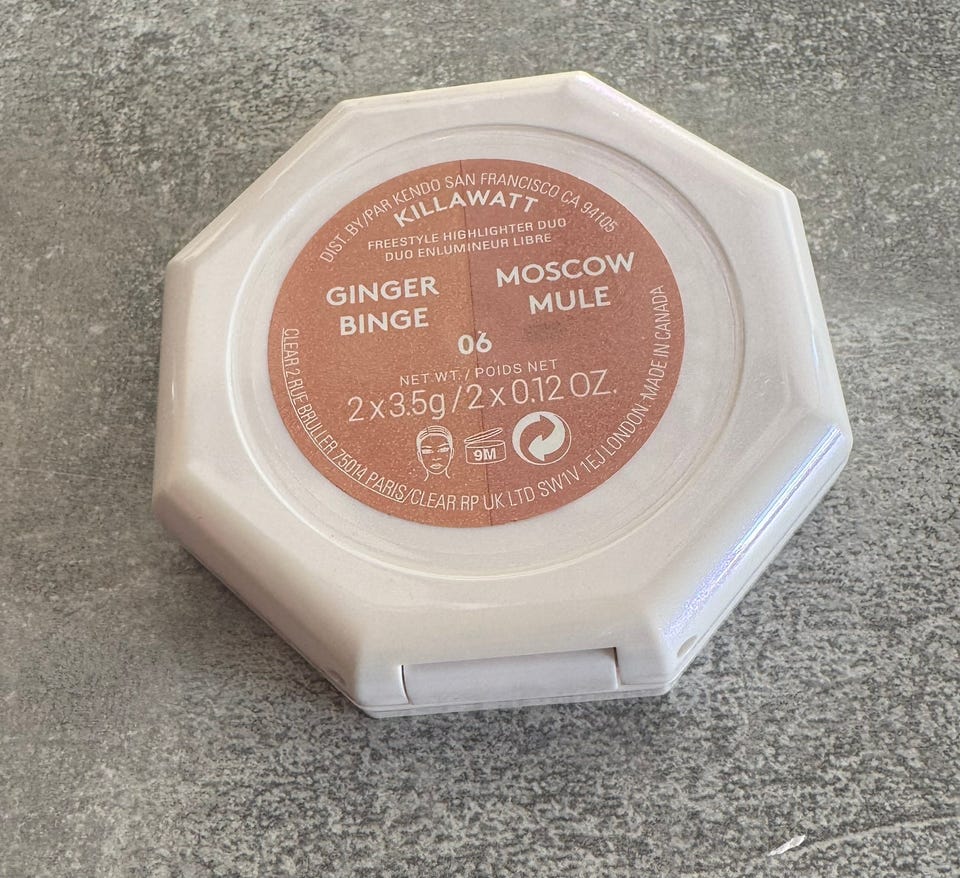 DIST. BY/PAR KENDO SAN FRANCISCO CA 94105
KILLAWATT
FREESTYLE HIGHLIGHTER DUO
DUO ENLUMINEUR LIBRE
GINGER
BINGE
MOSCOW
MULE
06
NET WT. / POIDS NET
2 x 3.5g / 2 x 0.12 OZ.
9M
CLEAR 2 RUE BRULLER 75014 PARIS/CLEAR RP UK LTD SW1V 1EJ LONDON · MADE IN CANADA